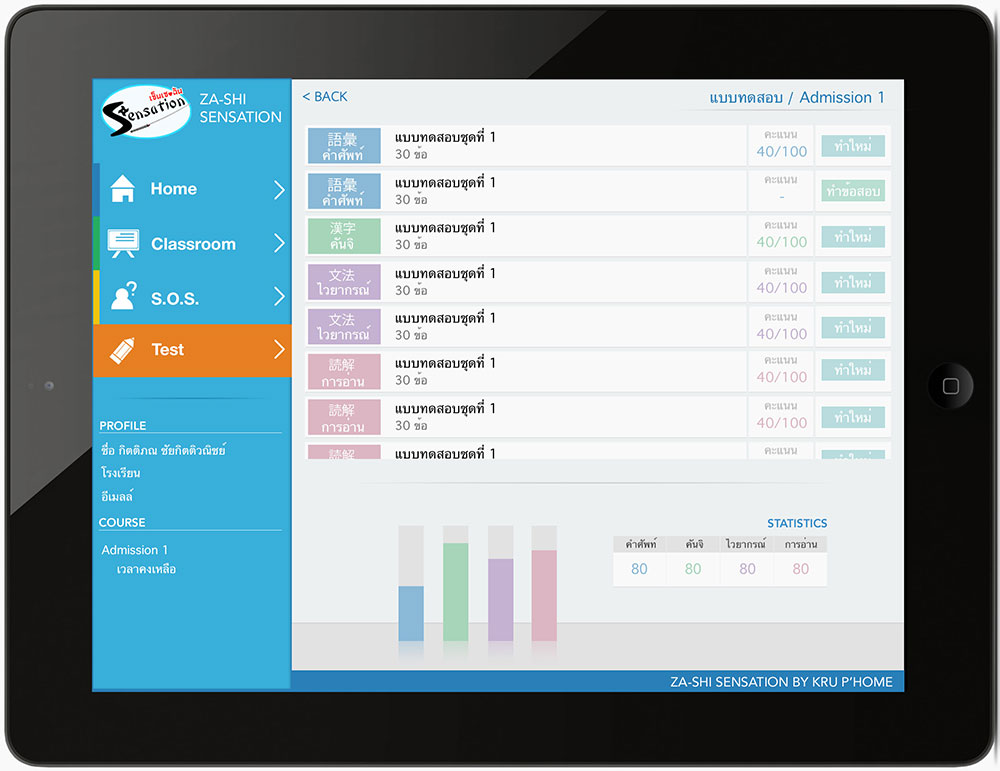 เซ็นเซชั่น
Sensation
ZA-SHI
SENSATION
Home
Classroom
S.O.S.
Test
PROFILE
ชื่อ กิตติภณ ชัยกิตติวณิชย์
โรงเรียน
อีเมลล์
COURSE
Admission 1
เวลาคงเหลือ
< BACK
แบบทดสอบ / Admission 1
語彙
คำศัพท์
แบบทดสอบชุดที่ 1
30 ข้อ
คะแนน
40/100
ทำใหม่
語彙
คำศัพท์
แบบทดสอบชุดที่ 1
30 ข้อ
คะแนน
-
ทำข้อสอบ
漢字
คันจิ
แบบทดสอบชุดที่ 1
30 ข้อ
คะแนน
40/100
ทำใหม่
文法
ไวยากรณ์
แบบทดสอบชุดที่ 1
30 ข้อ
คะแนน
40/100
ทำใหม่
文法
ไวยากรณ์
แบบทดสอบชุดที่ 1
30 ข้อ
คะแนน
40/100
ทำใหม่
読解
การอ่าน
แบบทดสอบชุดที่ 1
30 ข้อ
คะแนน
40/100
ทำใหม่
読解
การอ่าน
แบบทดสอบชุดที่ 1
30 ข้อ
คะแนน
40/100
ทำใหม่
読解
แบบทดสอบชุดที่ 1
คะแนน
ทำใหม่
STATISTICS
คำศัพท์ คันจิ ไวยากรณ์ การอ่าน
80 80 80 80
ZA-SHI SENSATION BY KRU P'HOME